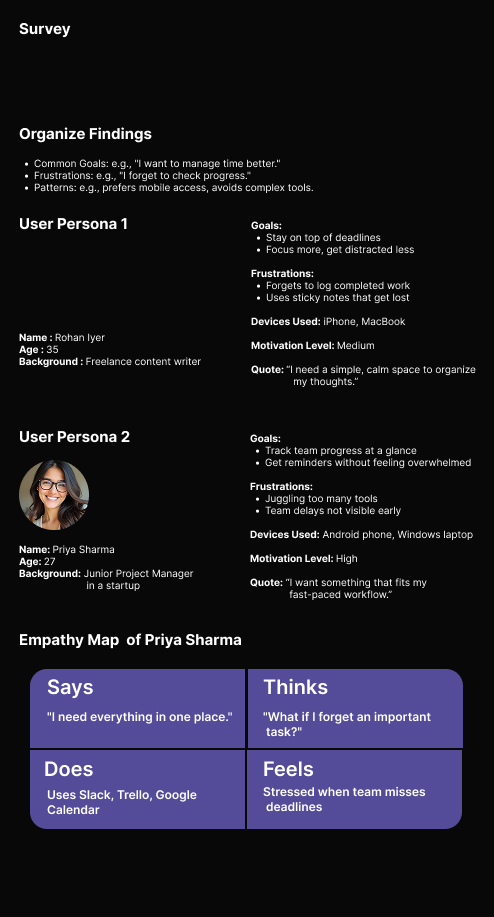 Survey
Organize Findings
• Common Goals: e.g., "I want to manage time better."
• Frustrations: e.g., "I forget to check progress."
• Patterns: e.g., prefers mobile access, avoids complex tools.
User Persona 1
Name : Rohan Iyer
Age : 35
Background : Freelance content writer
Goals:
• Stay on top of deadlines
• Focus more, get distracted less
Frustrations:
• Forgets to log completed work
• Uses sticky notes that get lost
Devices Used: iPhone, MacBook
Motivation Level: Medium
Quote: “I need a simple, calm space to organize
my thoughts.”
User Persona 2
Name: Priya Sharma
Age: 27
Background: Junior Project Manager
in a startup
Goals:
• Track team progress at a glance
• Get reminders without feeling overwhelmed
Frustrations:
• Juggling too many tools
• Team delays not visible early
Devices Used: Android phone, Windows laptop
Motivation Level: High
Quote: “I want something that fits my
fast-paced workflow.”
Empathy Map of Priya Sharma
Says
"I need everything in one place."
Thinks
"What if I forget an important
task?"
Does
Uses Slack, Trello, Google
Calendar
Feels
Stressed when team misses
deadlines